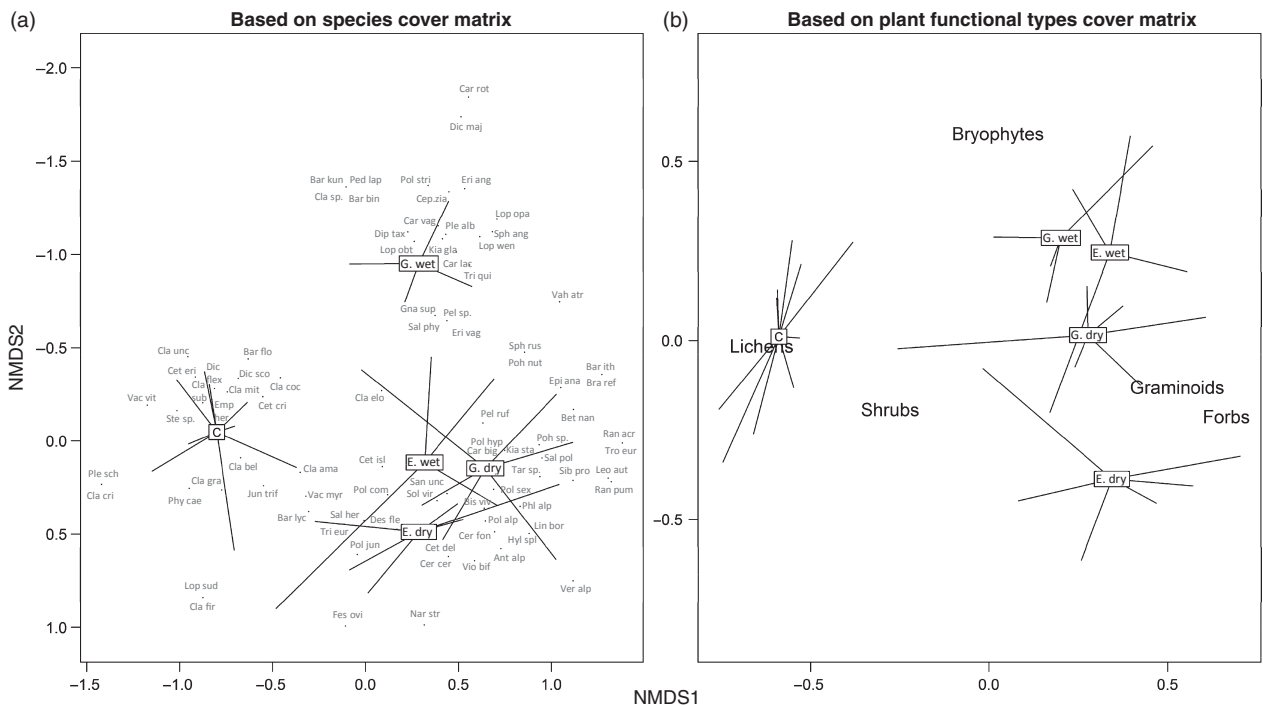 (a) Based on species cover matrix
NMDS2
−2.0
−1.5
−1.0
−0.5
0.0
0.5
1.0
−1.5 −1.0 −0.5 0.0 0.5 1.0
Car rot
Dic maj
Bar kun Ped lap Pol stri Eri ang
Cla sp. Bar bin Cep.zia
Lop opa
Car vag Ple alb
Dip tax Sph ang
Lop obt Kia gla Lop wen
G. wet Car lac
Tri qui
Vah atr
Gna sup Pel sp.
Sal phy Eri vag
Sph rus
Cla unc Bar flo Poh nut
Cet eri Dic flex Dic sco Bar ith
Cla sub Cla mit Cla coc Epi ana Bra ref
Vac vit Emp her Cet cri Cla elo
Ste sp. Pel ruf Bet nan
C Pol hyp Poh sp. Ran acr
Car big Kia sta Tro eur
Cla bel Cet isl E. wet G. dry Sal pol
Ple sch Cla ama Tar sp. Sib pro Leo aut
Cla cri Cla gra San unc Pol sex Ran pum
Phy cae Jun trif Vac myr Pol com Sol vir Bis viv Phl alp
Bar lyc Sal her Des fle Pol alp Lin bor
Tri eur E. dry Cer fon Hyl spl
Pol jun Cet del Ant alp
Cer cer Vio bif
Lop sud Ver alp
Cla fir
Fes ovi Nar str
(b) Based on plant functional types cover matrix
0.5
0.0
−0.5
−0.5 0.0 0.5
Bryophytes
G. wet
E. wet
C
G. dry
Lichens
Graminoids
Shrubs
Forbs
E. dry
NMDS1